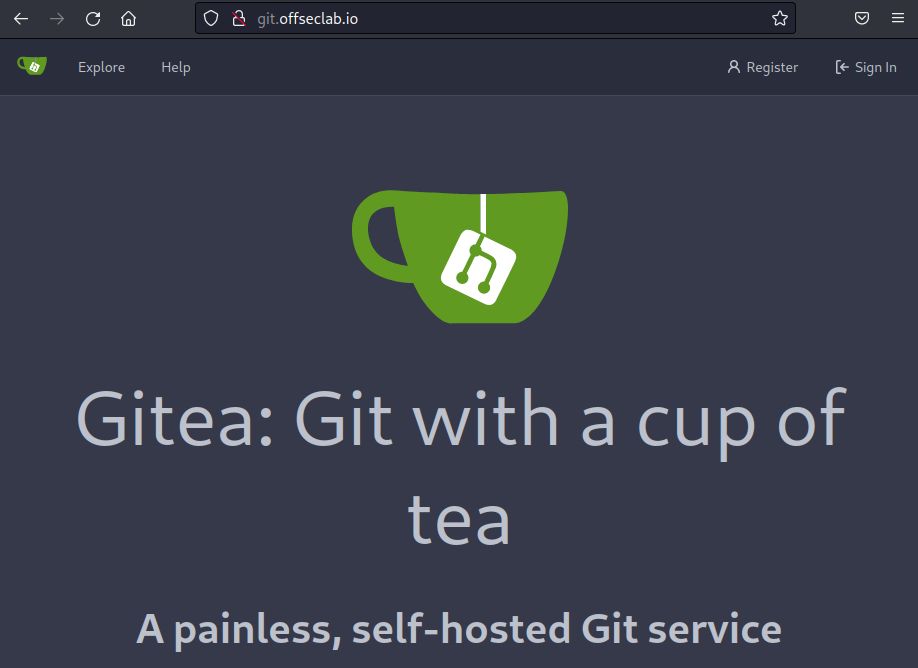 git.offseclab.io
Explore Help Register Sign In
Gitea: Git with a cup of
tea
A painless, self-hosted Git service